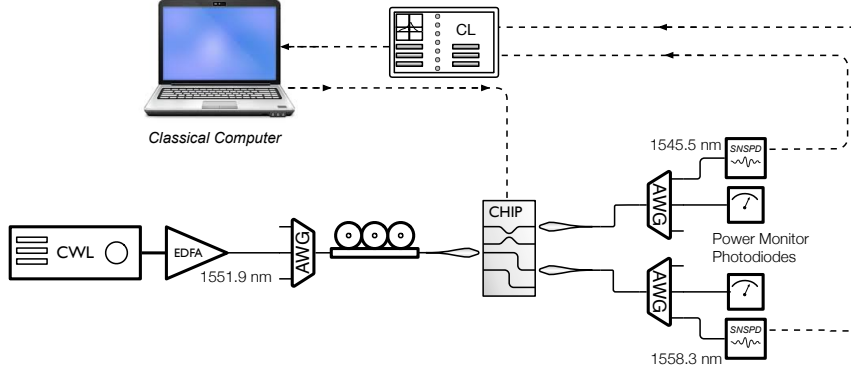 CL
Classical Computer
1545.5 nm
SNSPD
AWG
CHIP
Power Monitor
Photodiodes
CWL
EDFA
AWG
1551.9 nm
AWG
SNSPD
1558.3 nm